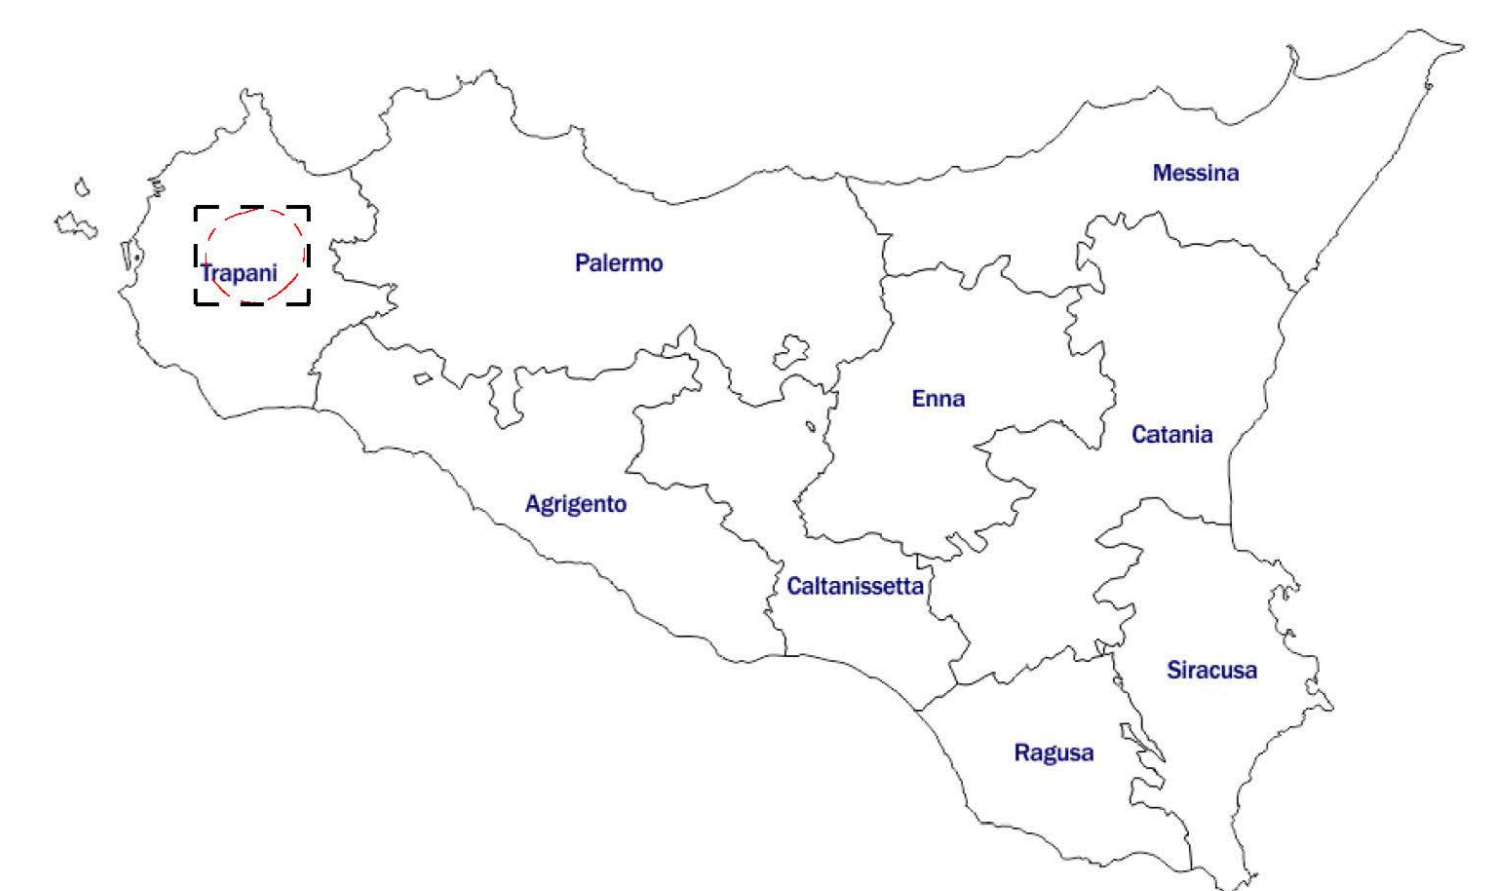 Messina
Palermo
Trapani
Enna
Catania
Agrigento
Caltanissetta
Siracusa
Ragusa